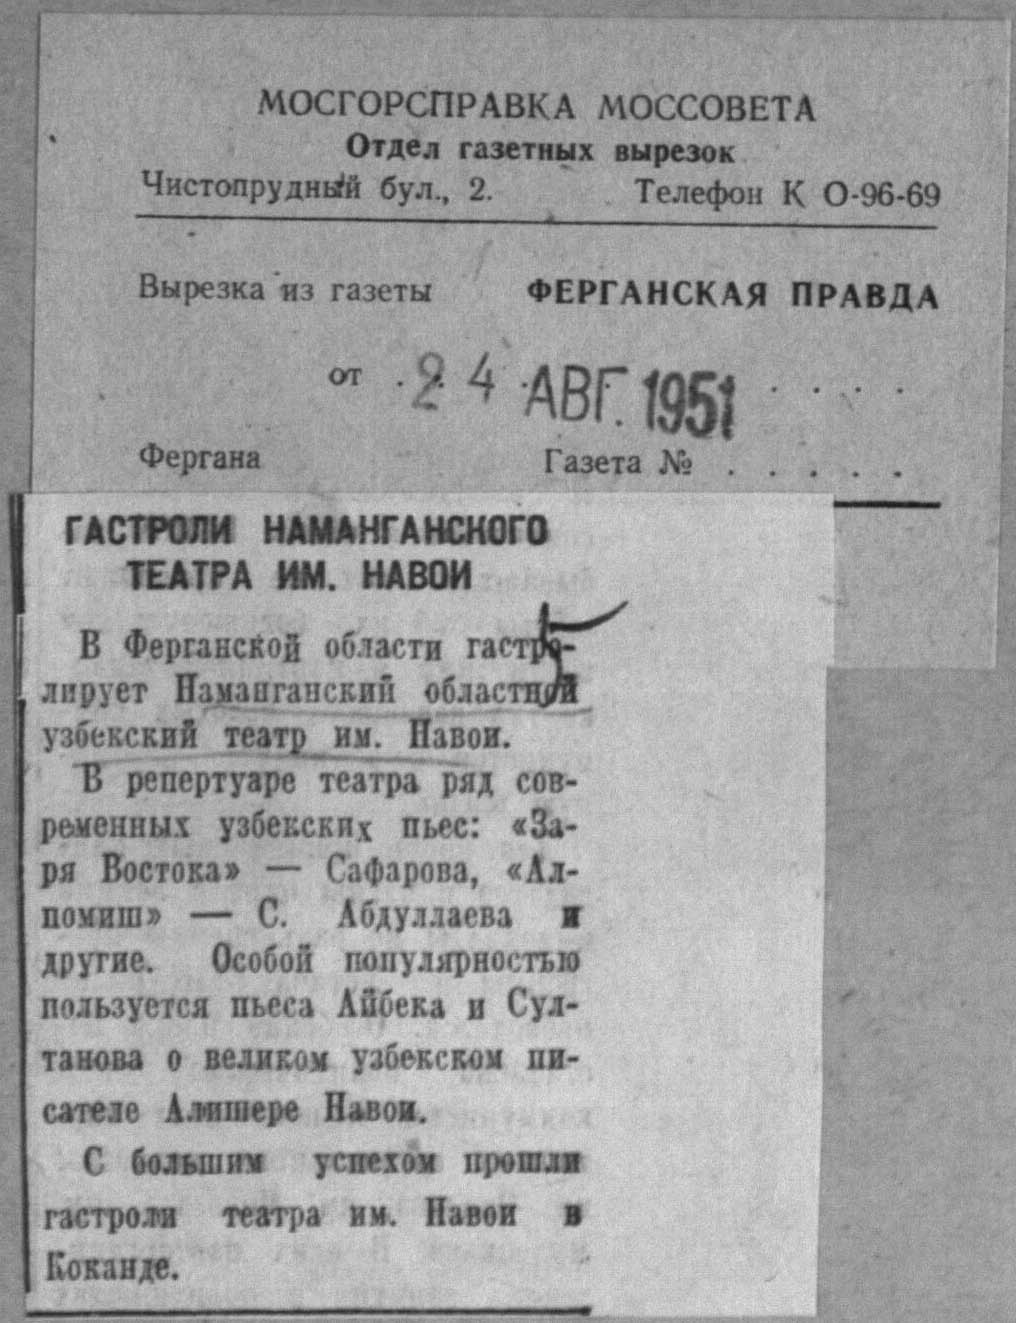 МОСГОРСПРАВКА МОССОВЕТА
Отдел газетных вырезок
Чистопрудный бул., 2. Телефон К 0-96-69
Вырезка из газеты ФЕРГАНСКАЯ ПРАВДА
от . 24 АВГ. 1951 . . . .
Фергана Газета № . . . . .
ГАСТРОЛИ НАМАНГАНСКОГО
ТЕАТРА ИМ. НАВОИ
В Ферганской области гастро-
лирует Наманганский областной
узбекский театр им. Навои.
В репертуаре театра ряд сов-
ременных узбекских пьес: «За-
ря Востока» — Сафарова, «Ал-
помиш» — С. Абдуллаева и
другие. Особой популярностью
пользуется пьеса Айбека и Сул-
танова о великом узбекском пи-
сателе Алишере Навои.
С большим успехом прошли
гастроли театра им. Навои в
Коканде.